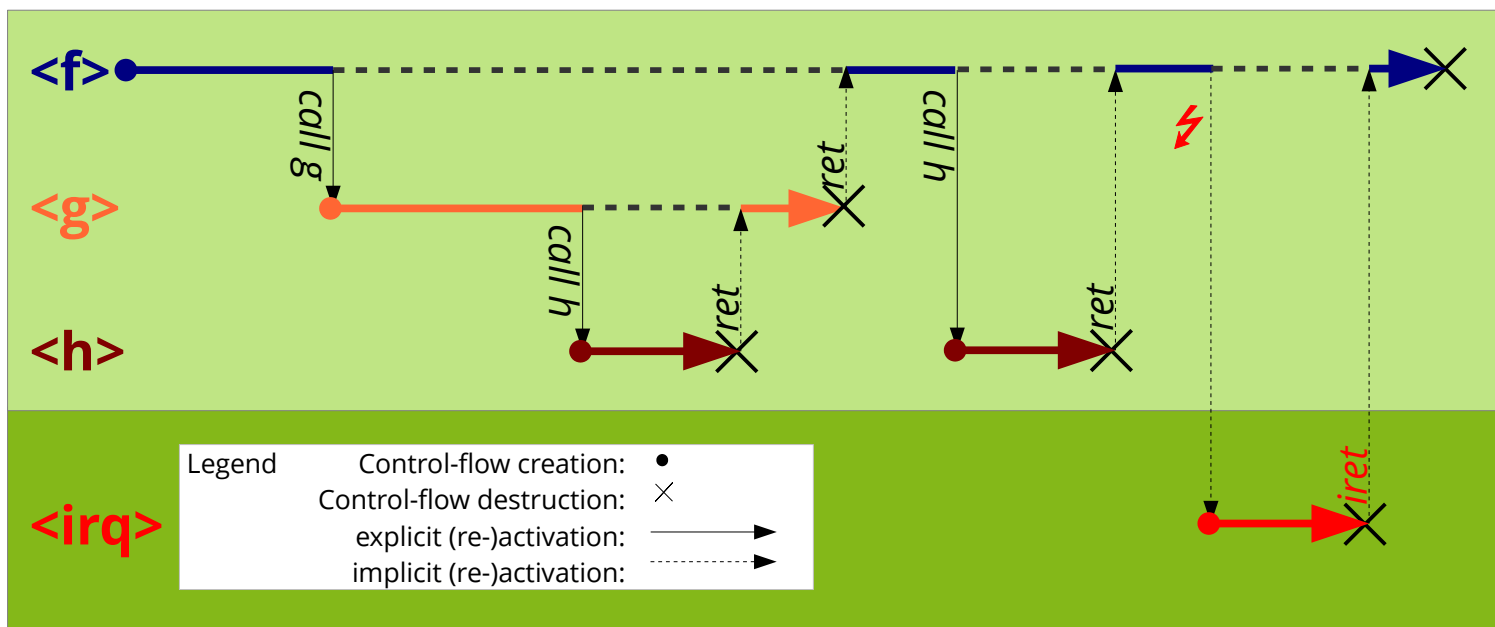 <f>
call g
ret
call h
<g>
call h
ret
ret
<h>
Legend
Control-flow creation:
Control-flow destruction:
explicit (re-)activation:
implicit (re-)activation:
<irq>
iret